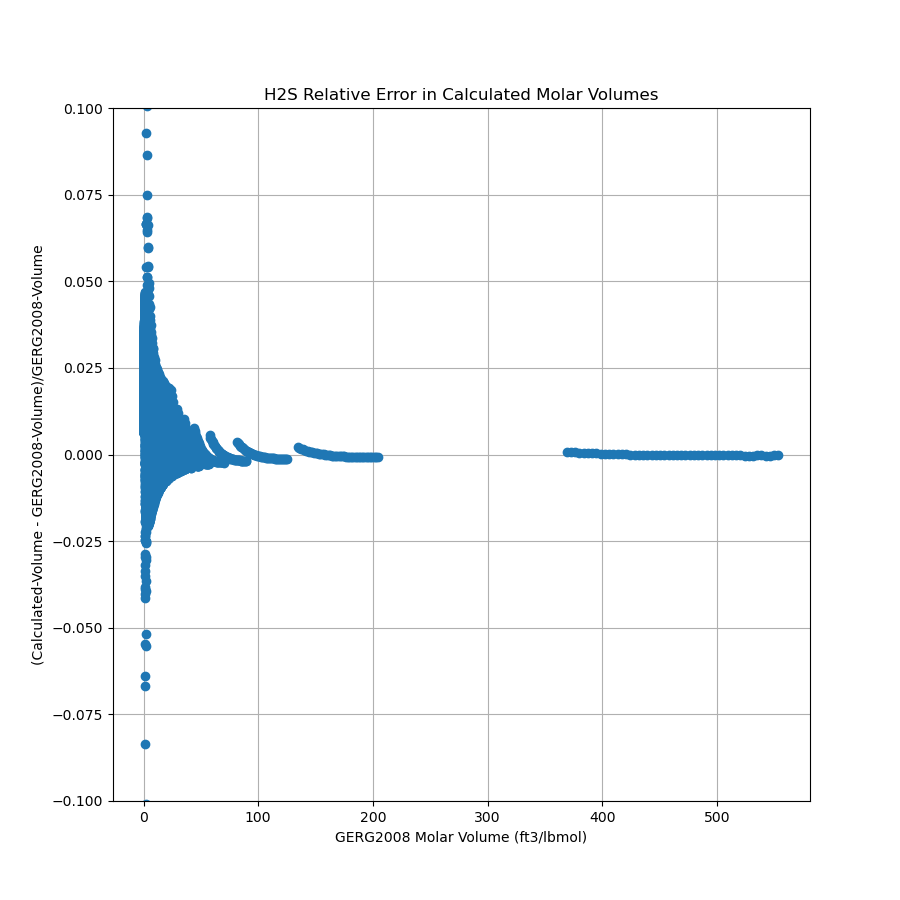 H2S Relative Error in Calculated Molar Volumes
(Calculated-Volume - GERG2008-Volume)/GERG2008-Volume
0.100
0.075
0.050
0.025
0.000
−0.025
−0.050
−0.075
−0.100
0 100 200 300 400 500
GERG2008 Molar Volume (ft3/lbmol)